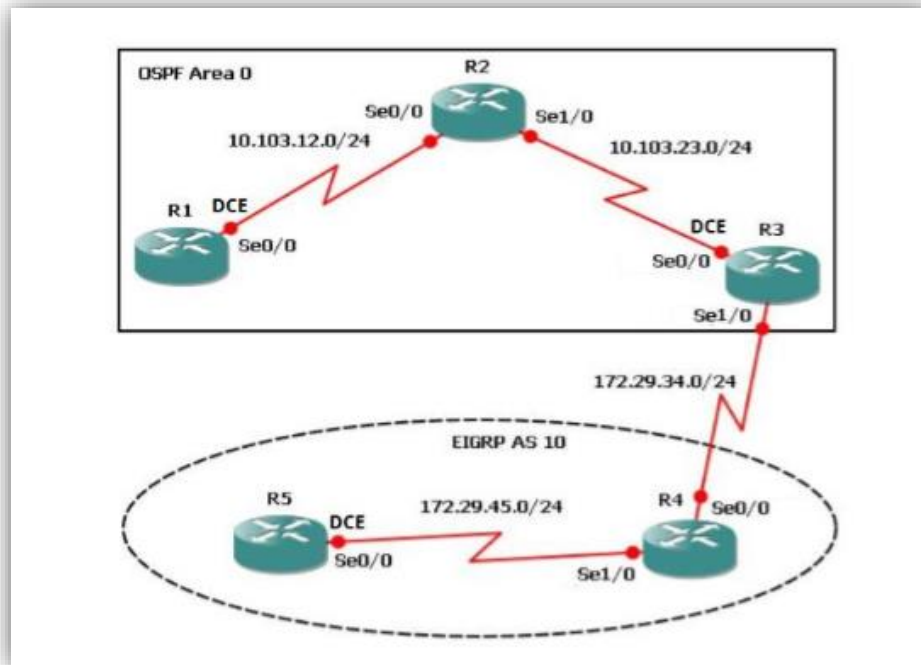 OSPF Area 0
R2
Se0/0
Se1/0
10.103.12.0/24
10.103.23.0/24
R1
DCE
Se0/0
DCE
R3
Se0/0
Se1/0
172.29.34.0/24
EIGRP AS 10
R5
172.29.45.0/24
R4
DCE
Se0/0
Se0/0
Se1/0